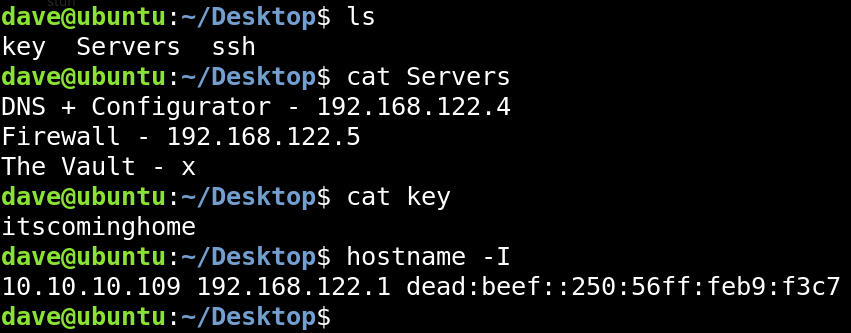 dave@ubuntu:~/Desktop$ ls
key  Servers  ssh
dave@ubuntu:~/Desktop$ cat Servers
DNS + Configurator - 192.168.122.4
Firewall - 192.168.122.5
The Vault - x
dave@ubuntu:~/Desktop$ cat key
itscominghome
dave@ubuntu:~/Desktop$ hostname -I
10.10.10.109 192.168.122.1 dead:beef::250:56ff:feb9:f3c7
dave@ubuntu:~/Desktop$